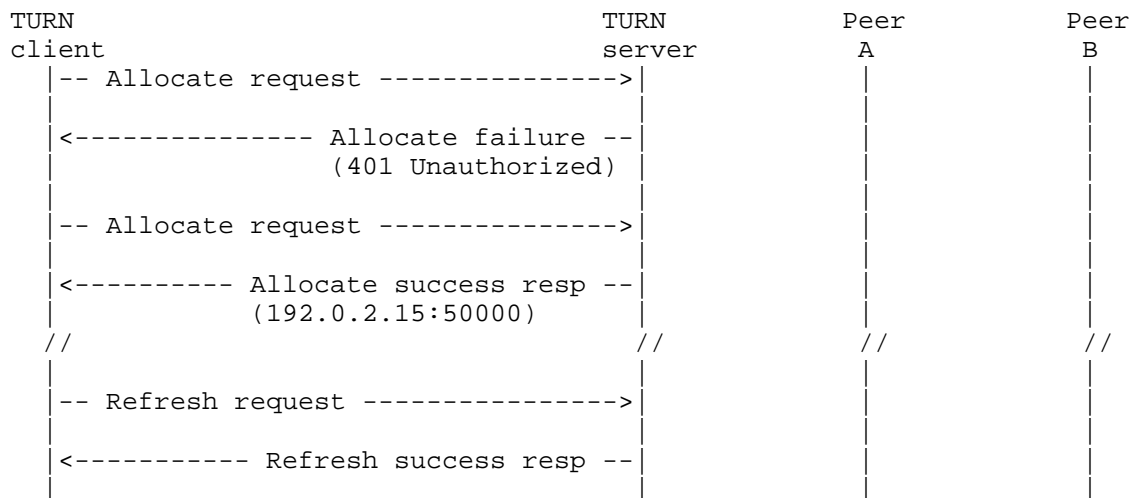 TURN                                 TURN           Peer          Peer
client                               server          A             B
  |-- Allocate request --------------->|             |             |
  |                                    |             |             |
  |<--------------- Allocate failure --|             |             |
  |                 (401 Unauthorized) |             |             |
  |                                    |             |             |
  |-- Allocate request --------------->|             |             |
  |                                    |             |             |
  |<---------- Allocate success resp --|             |             |
  |            (192.0.2.15:50000)      |             |             |
  //                                   //            //            //
  |                                    |             |             |
  |-- Refresh request ---------------->|             |             |
  |                                    |             |             |
  |<----------- Refresh success resp --|             |             |
  |                                    |             |             |